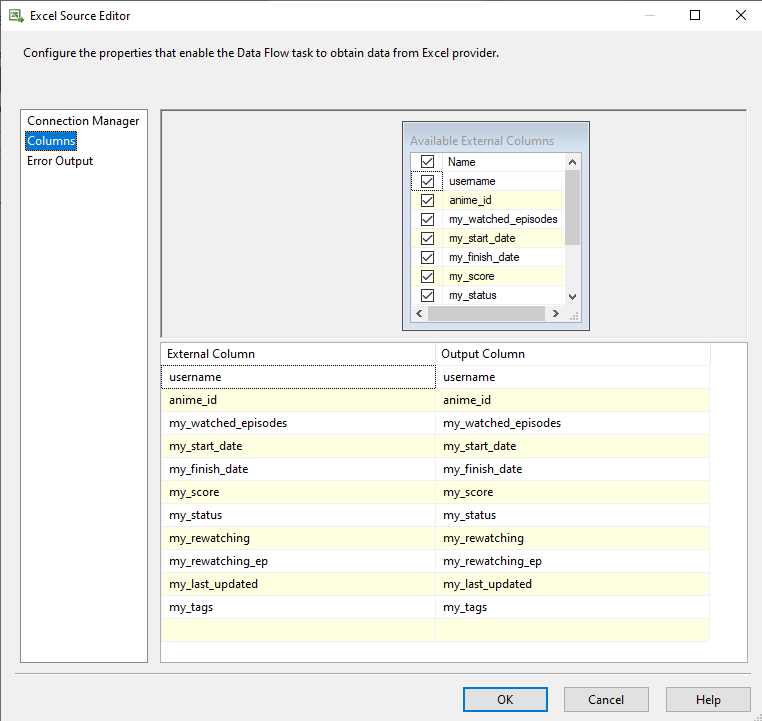 Excel Source Editor
Configure the properties that enable the Data Flow task to obtain data from Excel provider.
Connection Manager
Columns
Error Output
Available External Columns
Name
username
anime_id
my_watched_episodes
my_start_date
my_finish_date
my_score
my_status
External Column Output Column
username username
anime_id anime_id
my_watched_episodes my_watched_episodes
my_start_date my_start_date
my_finish_date my_finish_date
my_score my_score
my_status my_status
my_rewatching my_rewatching
my_rewatching_ep my_rewatching_ep
my_last_updated my_last_updated
my_tags my_tags
OK Cancel Help